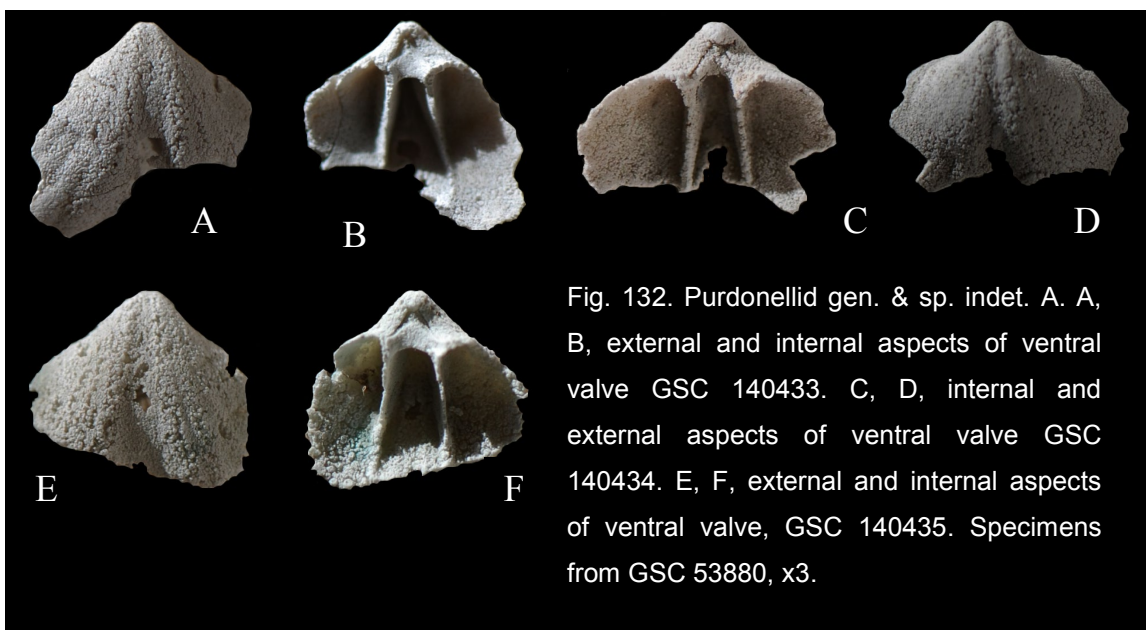 A
B
C
D
E
F
Fig. 132. Purdonellid gen. & sp. indet. A. A,
B, external and internal aspects of ventral
valve GSC 140433. C, D, internal and
external aspects of ventral valve GSC
140434. E, F, external and internal aspects
of ventral valve, GSC 140435. Specimens
from GSC 53880, x3.